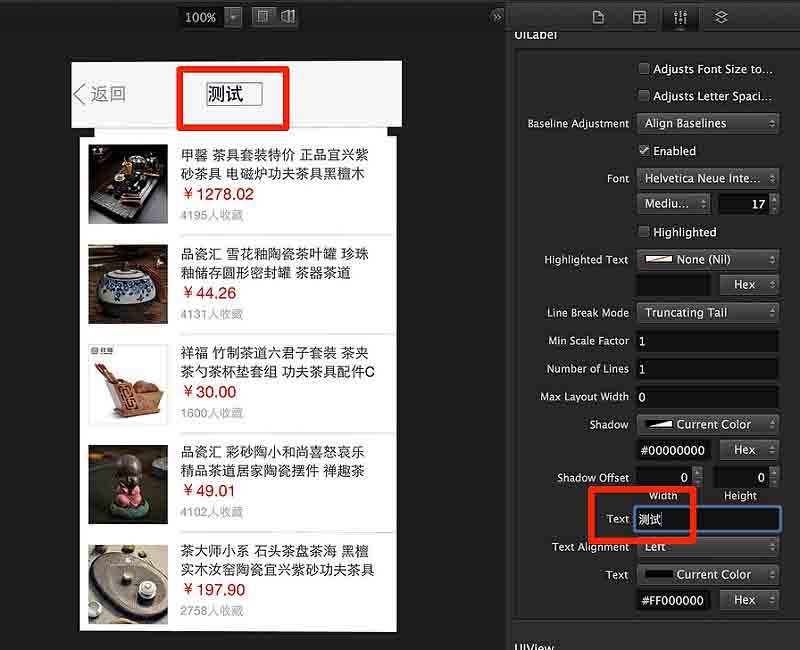 100%
UILabel
返回
测试
甲馨 茶具套装特价 正品宜兴紫
砂茶具 电磁炉功夫茶具黑檀木
￥1278.02
4195人收藏
品瓷汇 雪花釉陶瓷茶叶罐 珍珠
釉储存圆形密封罐 茶器茶道
￥44.26
4131人收藏
祥福 竹制茶道六君子套装 茶夹
茶勺茶杯垫套组 功夫茶具配件C
￥30.00
1600人收藏
品瓷汇 彩砂陶小和尚喜怒哀乐
精品茶道居家陶瓷摆件 禅趣茶
￥49.01
4102人收藏
茶大师小系 石头茶盘茶海 黑檀
实木汝窑陶瓷宜兴紫砂功夫茶具
￥197.90
2758人收藏
Adjusts Font Size to...
Adjusts Letter Spaci...
Baseline Adjustment Align Baselines
Enabled
Font Helvetica Neue Inte...
Mediu... 17
Highlighted
Highlighted Text None (Nil)
Hex
Line Break Mode Truncating Tail
Min Scale Factor 1
Number of Lines 1
Max Layout Width 0
Shadow Current Color
#00000000 Hex
Shadow Offset 0 0
Width Height
Text 测试
Text Alignment Left
Text Current Color
#FF000000 Hex
UIView